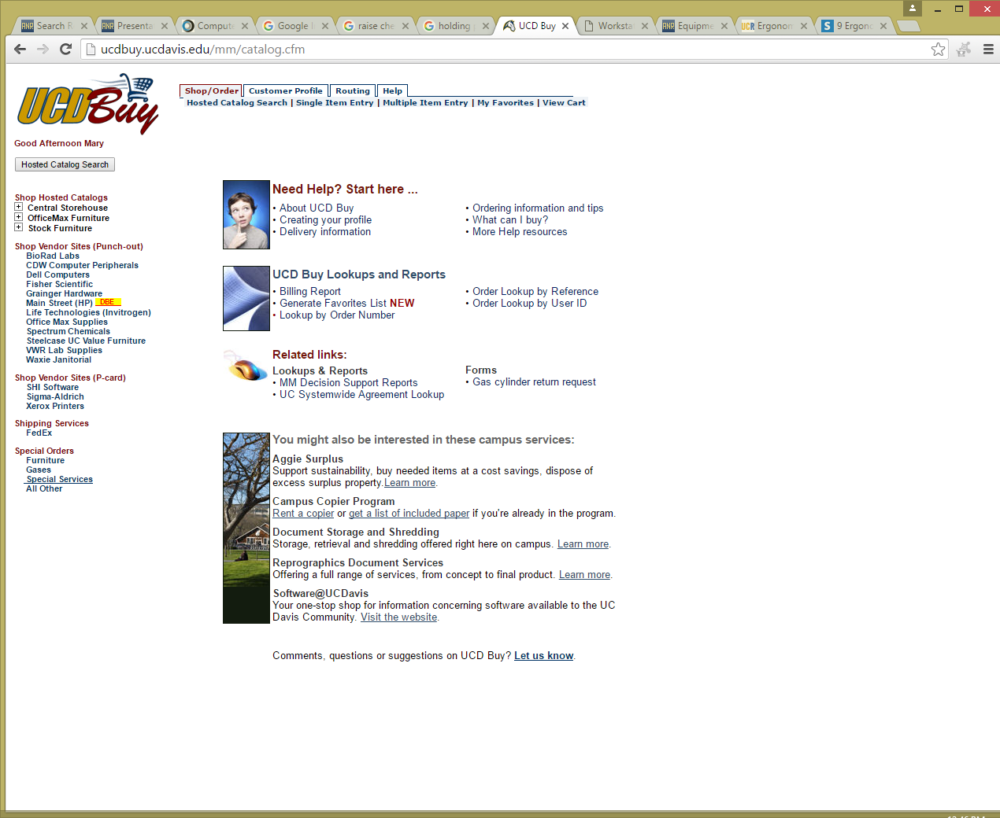 Search R
Presenta
Compute
Google I
raise che
holding p
UCD Buy
Workstat
Equipme
Ergonom
9 Ergono
ucdbuy.ucdavis.edu/mm/catalog.cfm
UCDBuy
Shop/Order Customer Profile Routing Help
Hosted Catalog Search | Single Item Entry | Multiple Item Entry | My Favorites | View Cart
Good Afternoon Mary
Hosted Catalog Search
Shop Hosted Catalogs
Central Storehouse
OfficeMax Furniture
Stock Furniture
Shop Vendor Sites (Punch-out)
BioRad Labs
CDW Computer Peripherals
Dell Computers
Fisher Scientific
Grainger Hardware
Main Street (HP) DBE
Life Technologies (Invitrogen)
Office Max Supplies
Spectrum Chemicals
Steelcase UC Value Furniture
VWR Lab Supplies
Waxie Janitorial
Shop Vendor Sites (P-card)
SHI Software
Sigma-Aldrich
Xerox Printers
Shipping Services
FedEx
Special Orders
Furniture
Gases
Special Services
All Other
Need Help? Start here ...
• About UCD Buy
• Creating your profile
• Delivery information
• Ordering information and tips
• What can I buy?
• More Help resources
UCD Buy Lookups and Reports
• Billing Report
• Generate Favorites List NEW
• Lookup by Order Number
• Order Lookup by Reference
• Order Lookup by User ID
Related links:
Lookups & Reports
• MM Decision Support Reports
• UC Systemwide Agreement Lookup
Forms
• Gas cylinder return request
You might also be interested in these campus services:
Aggie Surplus
Support sustainability, buy needed items at a cost savings, dispose of
excess surplus property.Learn more.
Campus Copier Program
Rent a copier or get a list of included paper if you're already in the program.
Document Storage and Shredding
Storage, retrieval and shredding offered right here on campus. Learn more.
Reprographics Document Services
Offering a full range of services, from concept to final product. Learn more.
Software@UCDavis
Your one-stop shop for information concerning software available to the UC
Davis Community. Visit the website.
Comments, questions or suggestions on UCD Buy? Let us know.